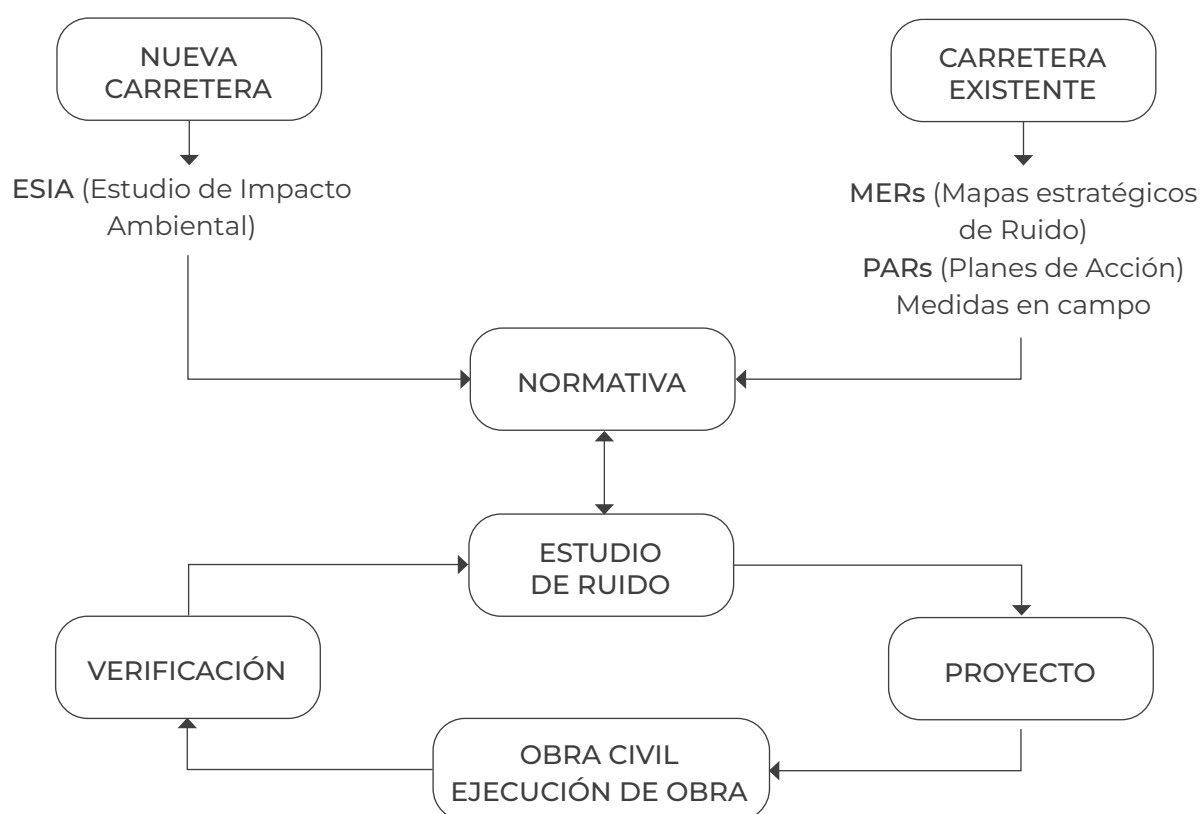 NUEVA
CARRETERA
CARRETERA
EXISTENTE
ESIA (Estudio de Impacto
Ambiental)
MERs (Mapas estratégicos
de Ruido)
PARs (Planes de Acción)
Medidas en campo
NORMATIVA
ESTUDIO
DE RUIDO
VERIFICACIÓN
PROYECTO
OBRA CIVIL
EJECUCIÓN DE OBRA